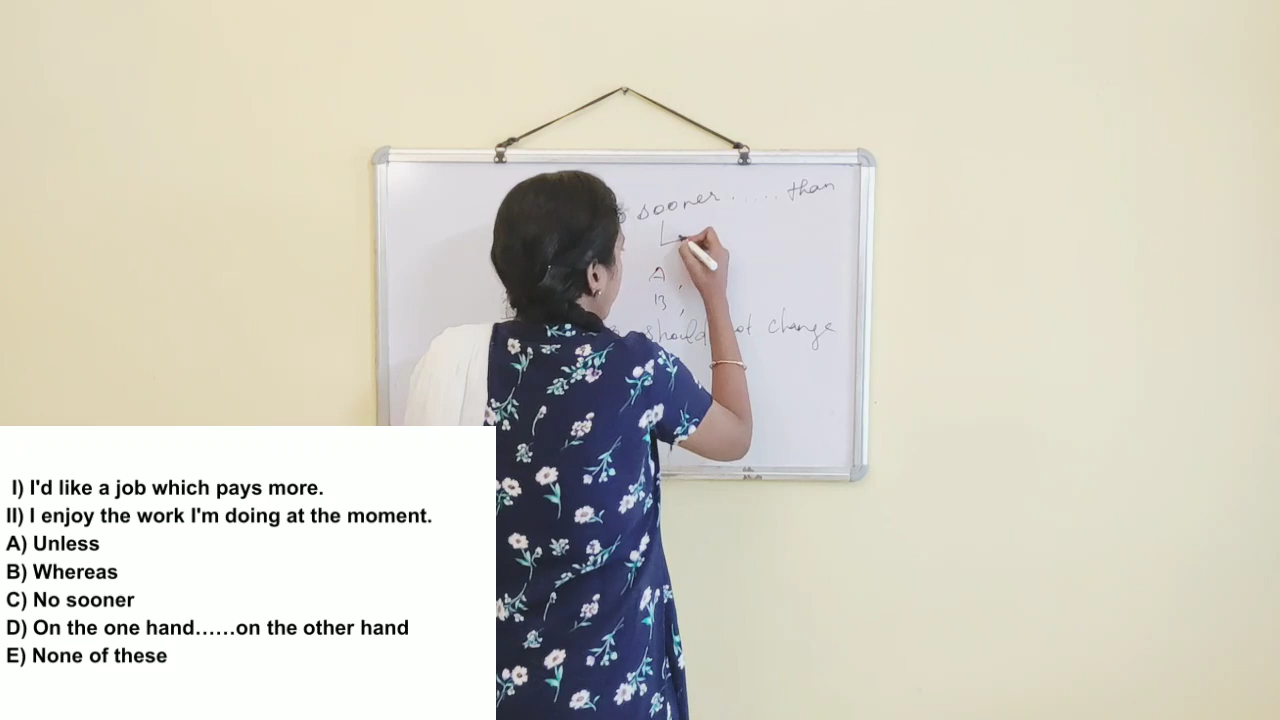 sooner ..... than
A,
B,
should not change
I) I'd like a job which pays more.
II) I enjoy the work I'm doing at the moment.
A) Unless
B) Whereas
C) No sooner
D) On the one hand......on the other hand
E) None of these